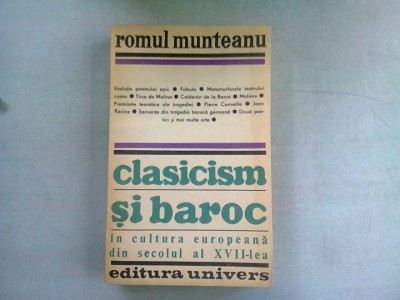 romul munteanu
Evoluția poemului epic ● Fabula ● Metamorfozele teatrului
comic ● Tirso de Molina ● Calderón de la Barca ● Molière ●
Premisele teoretice ale tragediei ● Pierre Corneille ● Jean
Racine ● Secvențe din tragedia barocă germană ● Două poe-
tici și mai multe arte ●
clasicism
și baroc
în cultura europeană
din secolul al XVII-lea
editura univers